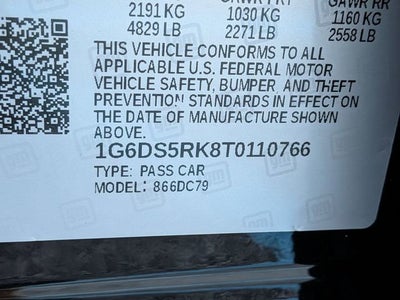 GAWR RR
2191 KG 1030 KG 1160 KG
4829 LB 2271 LB 2558 LB
THIS VEHICLE CONFORMS TO ALL
APPLICABLE U.S. FEDERAL MOTOR
VEHICLE SAFETY, BUMPER, AND THEFT
PREVENTION STANDARDS IN EFFECT ON
THE DATE OF MANUFACTURE SHOWN
ABOVE.
1G6DS5RK8T0110766
TYPE: PASS CAR
MODEL: 866DC79